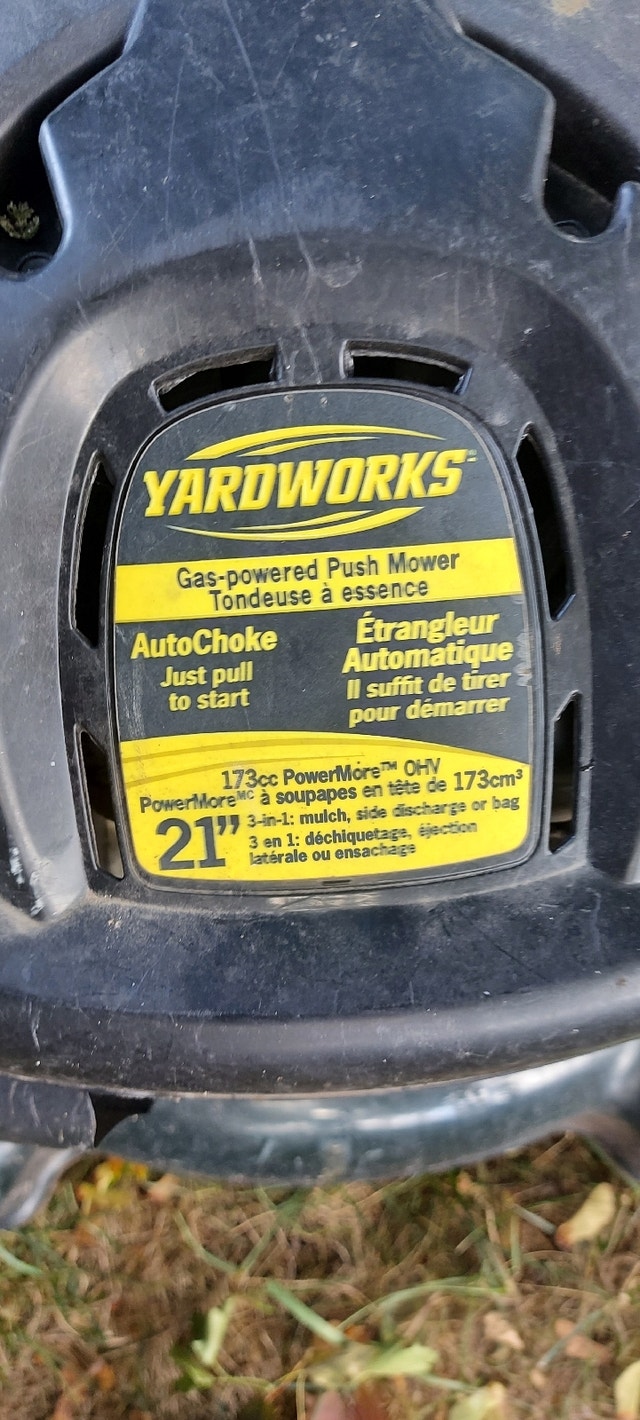 YARDWORKS
Gas-powered Push Mower
Tondeuse à essence
AutoChoke
Just pull
to start
Étrangleur
Automatique
Il suffit de tirer
pour démarrer
173cc PowerMore™ OHV
PowerMoreᴹᶜ à soupapes en tête de 173cm³
21”
3-in-1: mulch, side discharge or bag
3 en 1: déchiquetage, éjection
latérale ou ensachage